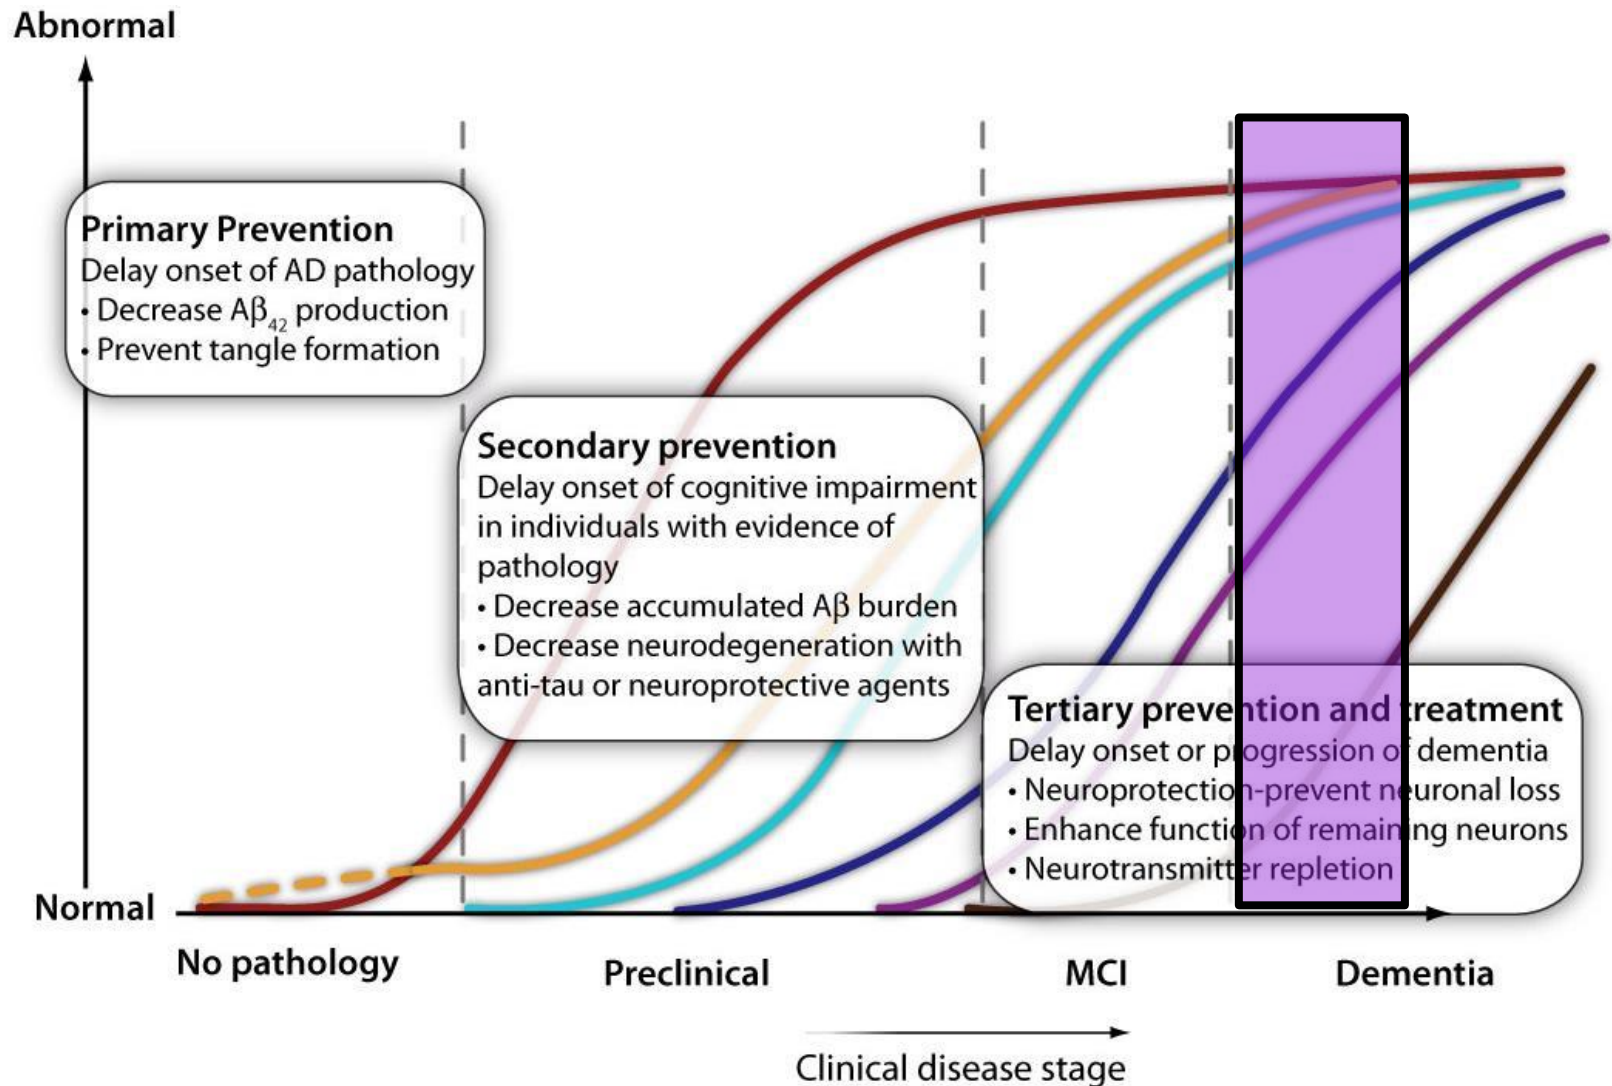 Abnormal
Primary Prevention
Delay onset of AD pathology
• Decrease Aβ₄₂ production
• Prevent tangle formation
Secondary prevention
Delay onset of cognitive impairment
in individuals with evidence of
pathology
• Decrease accumulated Aβ burden
• Decrease neurodegeneration with
anti-tau or neuroprotective agents
Tertiary prevention and treatment
Delay onset or progression of dementia
• Neuroprotection-prevent neuronal loss
• Enhance function of remaining neurons
• Neurotransmitter repletion
Normal
No pathology
Preclinical
MCI
Dementia
Clinical disease stage